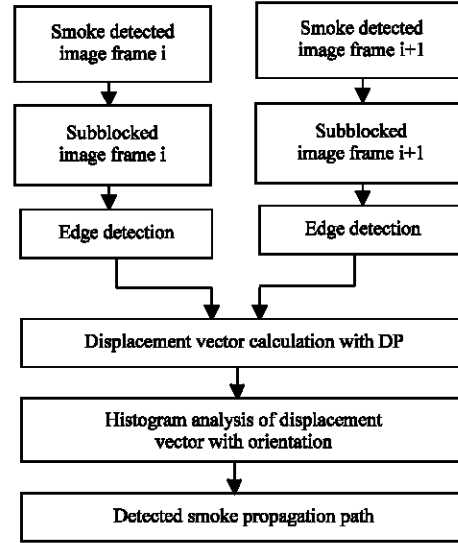 Smoke detected
image frame i
Smoke detected
image frame i+1
Subblocked
image frame i
Subblocked
image frame i+1
Edge detection
Edge detection
Displacement vector calculation with DP
Histogram analysis of displacement
vector with orientation
Detected smoke propagation path